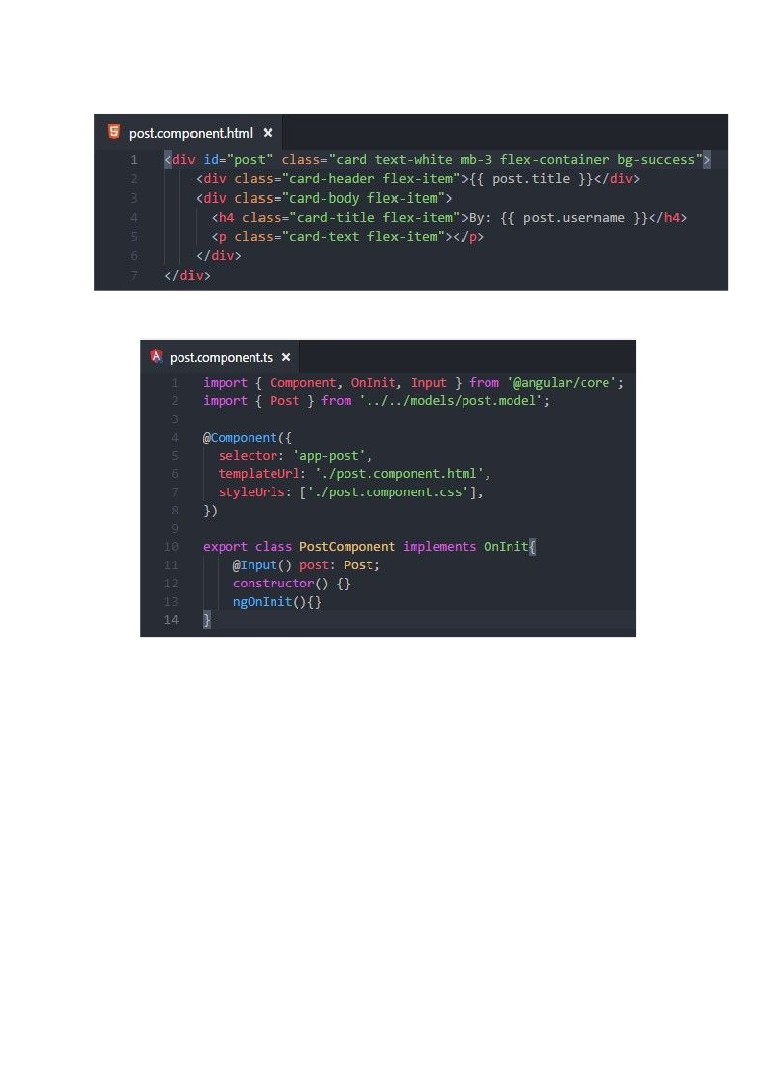 post.component.html ×
1 <div id="post" class="card text-white mb-3 flex-container bg-success">
2 <div class="card-header flex-item">{{ post.title }}</div>
3 <div class="card-body flex-item">
4 <h4 class="card-title flex-item">By: {{ post.username }}</h4>
5 <p class="card-text flex-item"></p>
6 </div>
7 </div>
post.component.ts ×
1 import { Component, OnInit, Input } from '@angular/core';
2 import { Post } from '../../models/post.model';
3
4 @Component({
5 selector: 'app-post',
6 templateUrl: './post.component.html',
7 styleUrls: ['./post.component.css'],
8 })
9
10 export class PostComponent implements OnInit{
11 @Input() post: Post;
12 constructor() {}
13 ngOnInit(){}
14 }